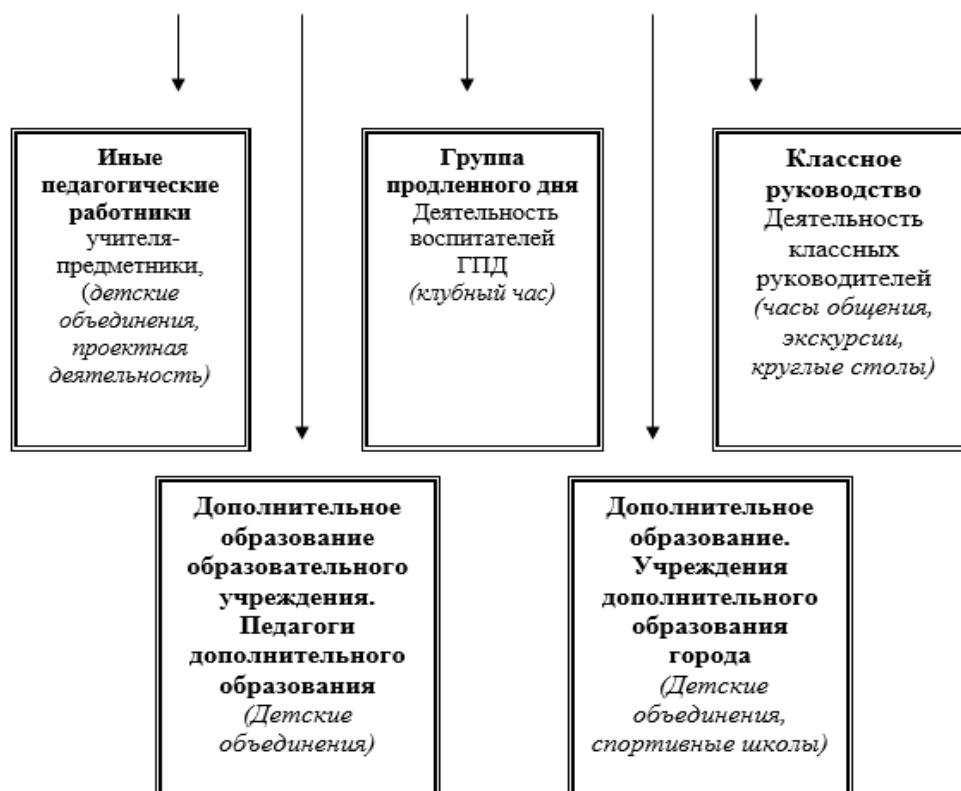 Иные
педагогические
работники
учителя-
предметники,
(детские
объединения,
проектная
деятельность)
Группа
продленного дня
Деятельность
воспитателей
ГПД
(клубный час)
Классное
руководство
Деятельность
классных
руководителей
(часы общения,
экскурсии,
круглые столы)
Дополнительное
образование
образовательного
учреждения.
Педагоги
дополнительного
образования
(Детские
объединения)
Дополнительное
образование.
Учреждения
дополнительного
образования
города
(Детские
объединения,
спортивные школы)